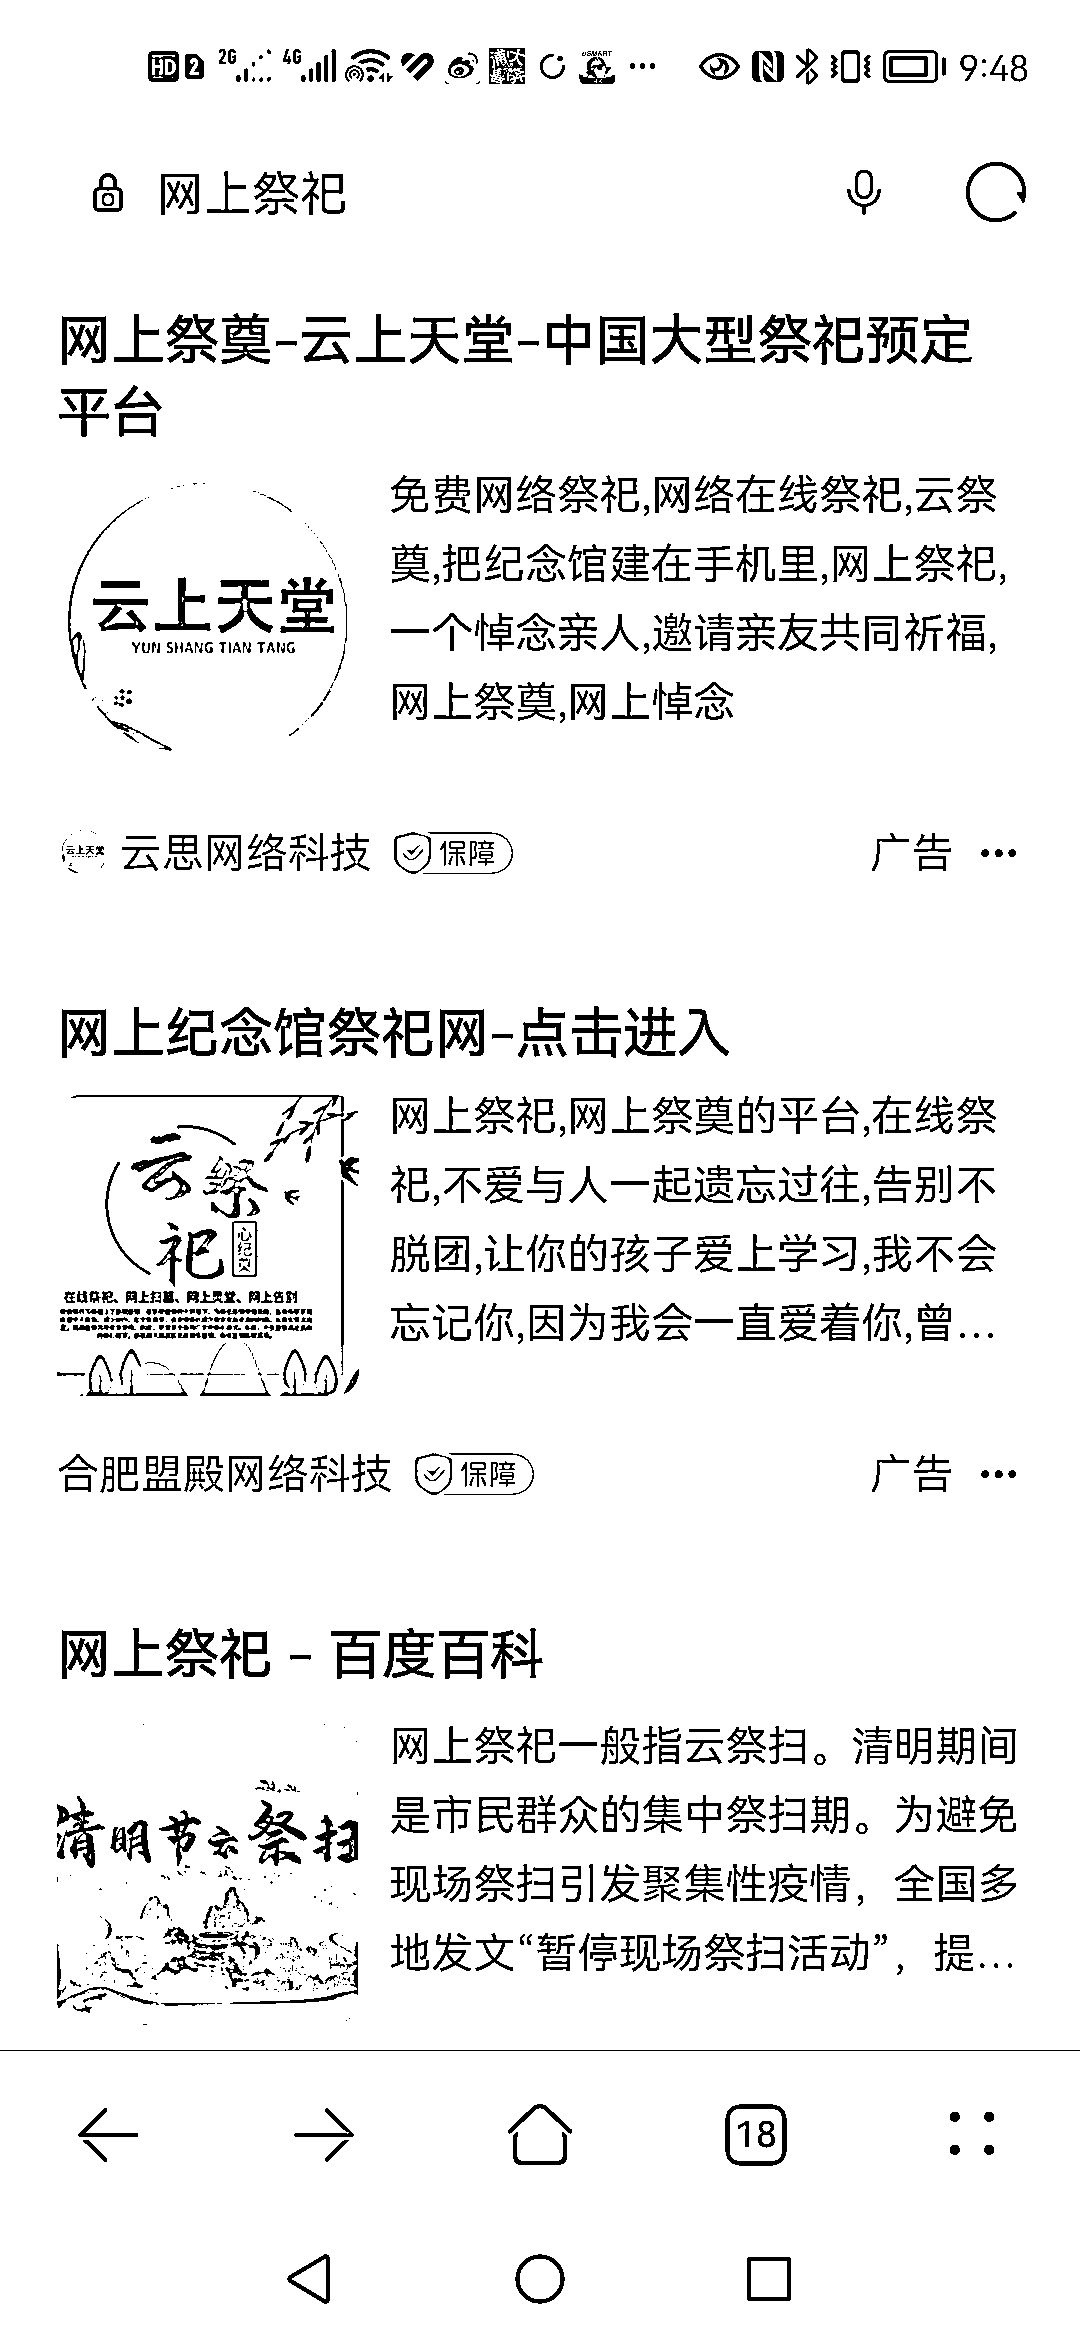 HD 2 2G 4G 9:48
网上祭祀
网上祭奠-云上天堂-中国大型祭祀预定
平台
云上天堂
YUN SHANG TIAN TANG
免费网络祭祀,网络在线祭祀,云祭
奠,把纪念馆建在手机里,网上祭祀,
一个悼念亲人,邀请亲友共同祈福,
网上祭奠,网上悼念
云上天堂 云思网络科技 保障 广告
网上纪念馆祭祀网-点击进入
云祭
祀
在线祭祀、网上扫墓、网上灵堂、网上告别
网上祭祀,网上祭奠的平台,在线祭
祀,不爱与人一起遗忘过往,告别不
脱团,让你的孩子爱上学习,我不会
忘记你,因为我会一直爱着你,曾...
合肥盟殿网络科技 保障 广告
网上祭祀 - 百度百科
清明节云祭扫
网上祭祀一般指云祭扫。清明期间
是市民群众的集中祭扫期。为避免
现场祭扫引发聚集性疫情，全国多
地发文“暂停现场祭扫活动”，提...
18